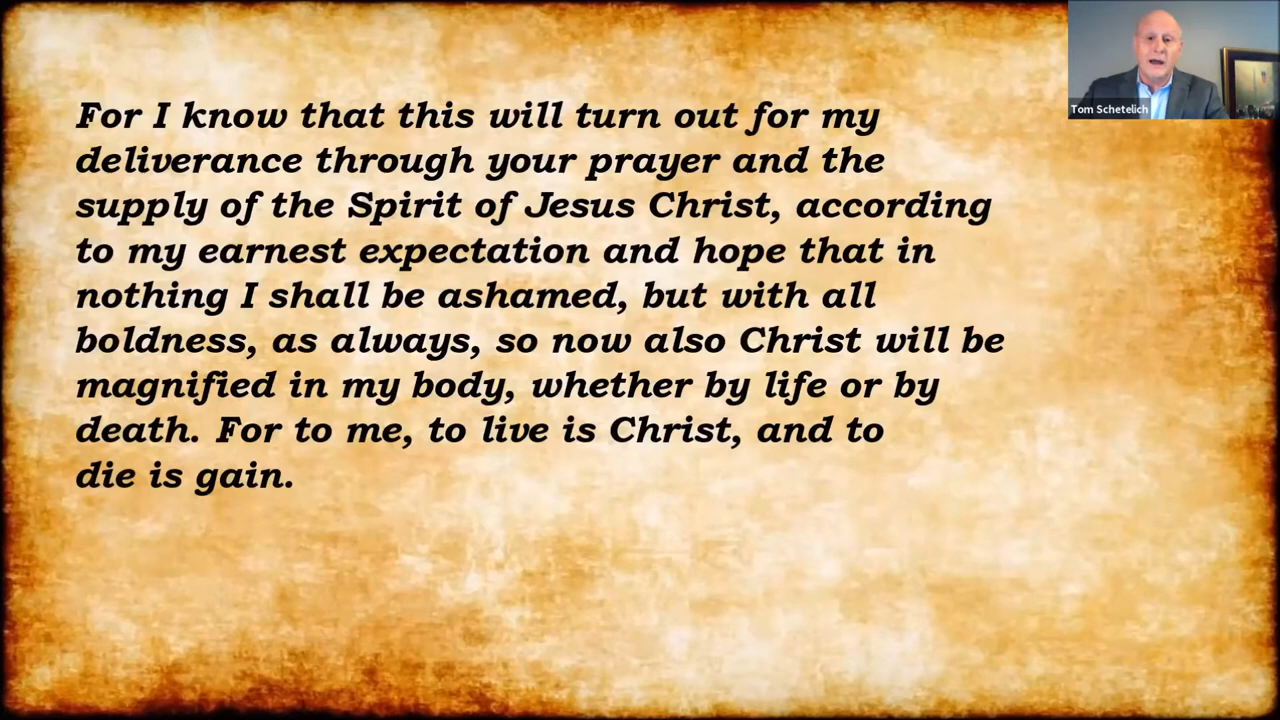 For I know that this will turn out for my
deliverance through your prayer and the
supply of the Spirit of Jesus Christ, according
to my earnest expectation and hope that in
nothing I shall be ashamed, but with all
boldness, as always, so now also Christ will be
magnified in my body, whether by life or by
death. For to me, to live is Christ, and to
die is gain.
Tom Schetelich